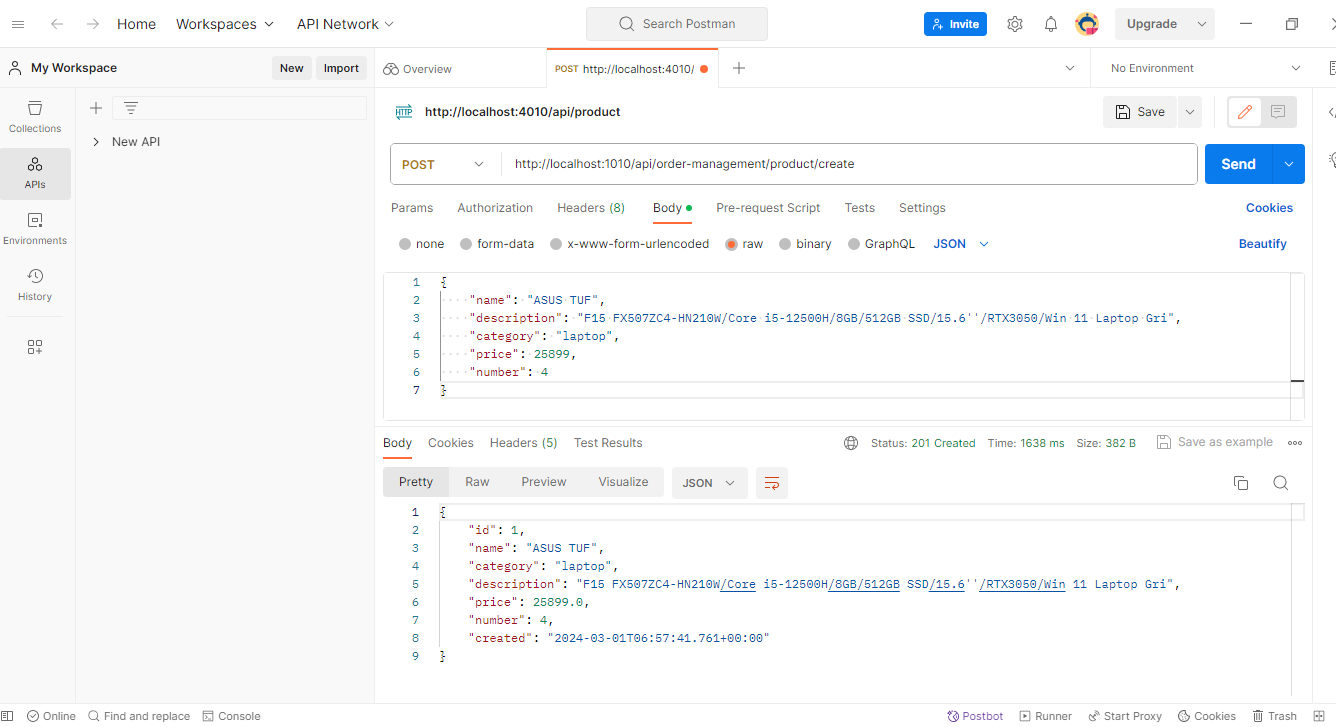 Home Workspaces API Network Search Postman Invite Upgrade
My Workspace New Import Overview POST http://localhost:4010/ No Environment
Collections
New API
APIs
Environments
History
HTTP http://localhost:4010/api/product Save
POST http://localhost:1010/api/order-management/product/create Send
Params Authorization Headers (8) Body Pre-request Script Tests Settings Cookies
none form-data x-www-form-urlencoded raw binary GraphQL JSON Beautify
1 {
2 ····"name":·"ASUS·TUF",
3 ····"description":·"F15·FX507ZC4-HN210W/Core·i5-12500H/8GB/512GB·SSD/15.6''/RTX3050/Win·11·Laptop·Gri",
4 ····"category":·"laptop",
5 ····"price":·25899,
6 ····"number":·4
7 }
Body Cookies Headers (5) Test Results Status: 201 Created Time: 1638 ms Size: 382 B Save as example
Pretty Raw Preview Visualize JSON
1 {
2 "id": 1,
3 "name": "ASUS TUF",
4 "category": "laptop",
5 "description": "F15 FX507ZC4-HN210W/Core i5-12500H/8GB/512GB SSD/15.6''/RTX3050/Win 11 Laptop Gri",
6 "price": 25899.0,
7 "number": 4,
8 "created": "2024-03-01T06:57:41.761+00:00"
9 }
Online Find and replace Console Postbot Runner Start Proxy Cookies Trash